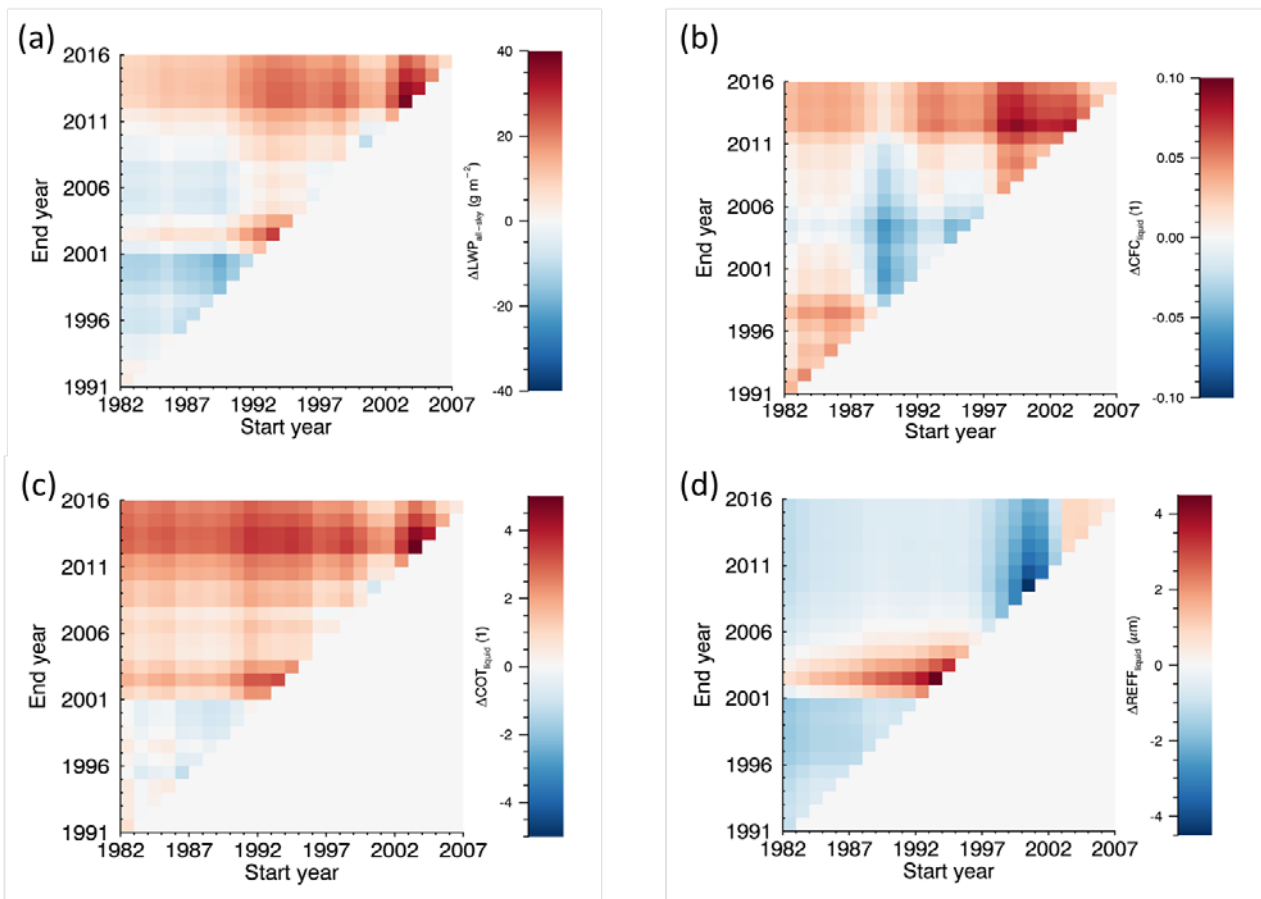 (a)
2016
2011
2006
2001
1996
1991
End year
1982 1987 1992 1997 2002 2007
Start year
40
20
0
-20
-40
ΔLWPall-sky (g m-2)
(b)
2016
2011
2006
2001
1996
1991
End year
1982 1987 1992 1997 2002 2007
Start year
0.10
0.05
0.00
-0.05
-0.10
ΔCFCliquid (1)
(c)
2016
2011
2006
2001
1996
1991
End year
1982 1987 1992 1997 2002 2007
Start year
4
2
0
-2
-4
ΔCOTliquid (1)
(d)
2016
2011
2006
2001
1996
1991
End year
1982 1987 1992 1997 2002 2007
Start year
4
2
0
-2
-4
ΔREFFliquid (μm)